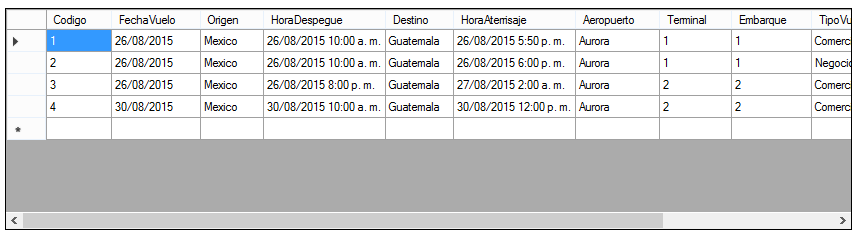 Codigo FechaVuelo Origen HoraDespegue Destino HoraAterrisaje Aeropuerto Terminal Embarque TipoVu
1 26/08/2015 Mexico 26/08/2015 10:00 a. m. Guatemala 26/08/2015 5:50 p. m. Aurora 1 1 Comerc
2 26/08/2015 Mexico 26/08/2015 10:00 a. m. Guatemala 26/08/2015 6:00 p. m. Aurora 1 1 Negocio
3 26/08/2015 Mexico 26/08/2015 8:00 p. m. Guatemala 27/08/2015 2:00 a. m. Aurora 2 2 Comerc
4 30/08/2015 Mexico 30/08/2015 10:00 a. m. Guatemala 30/08/2015 12:00 p. m. Aurora 2 2 Comerc